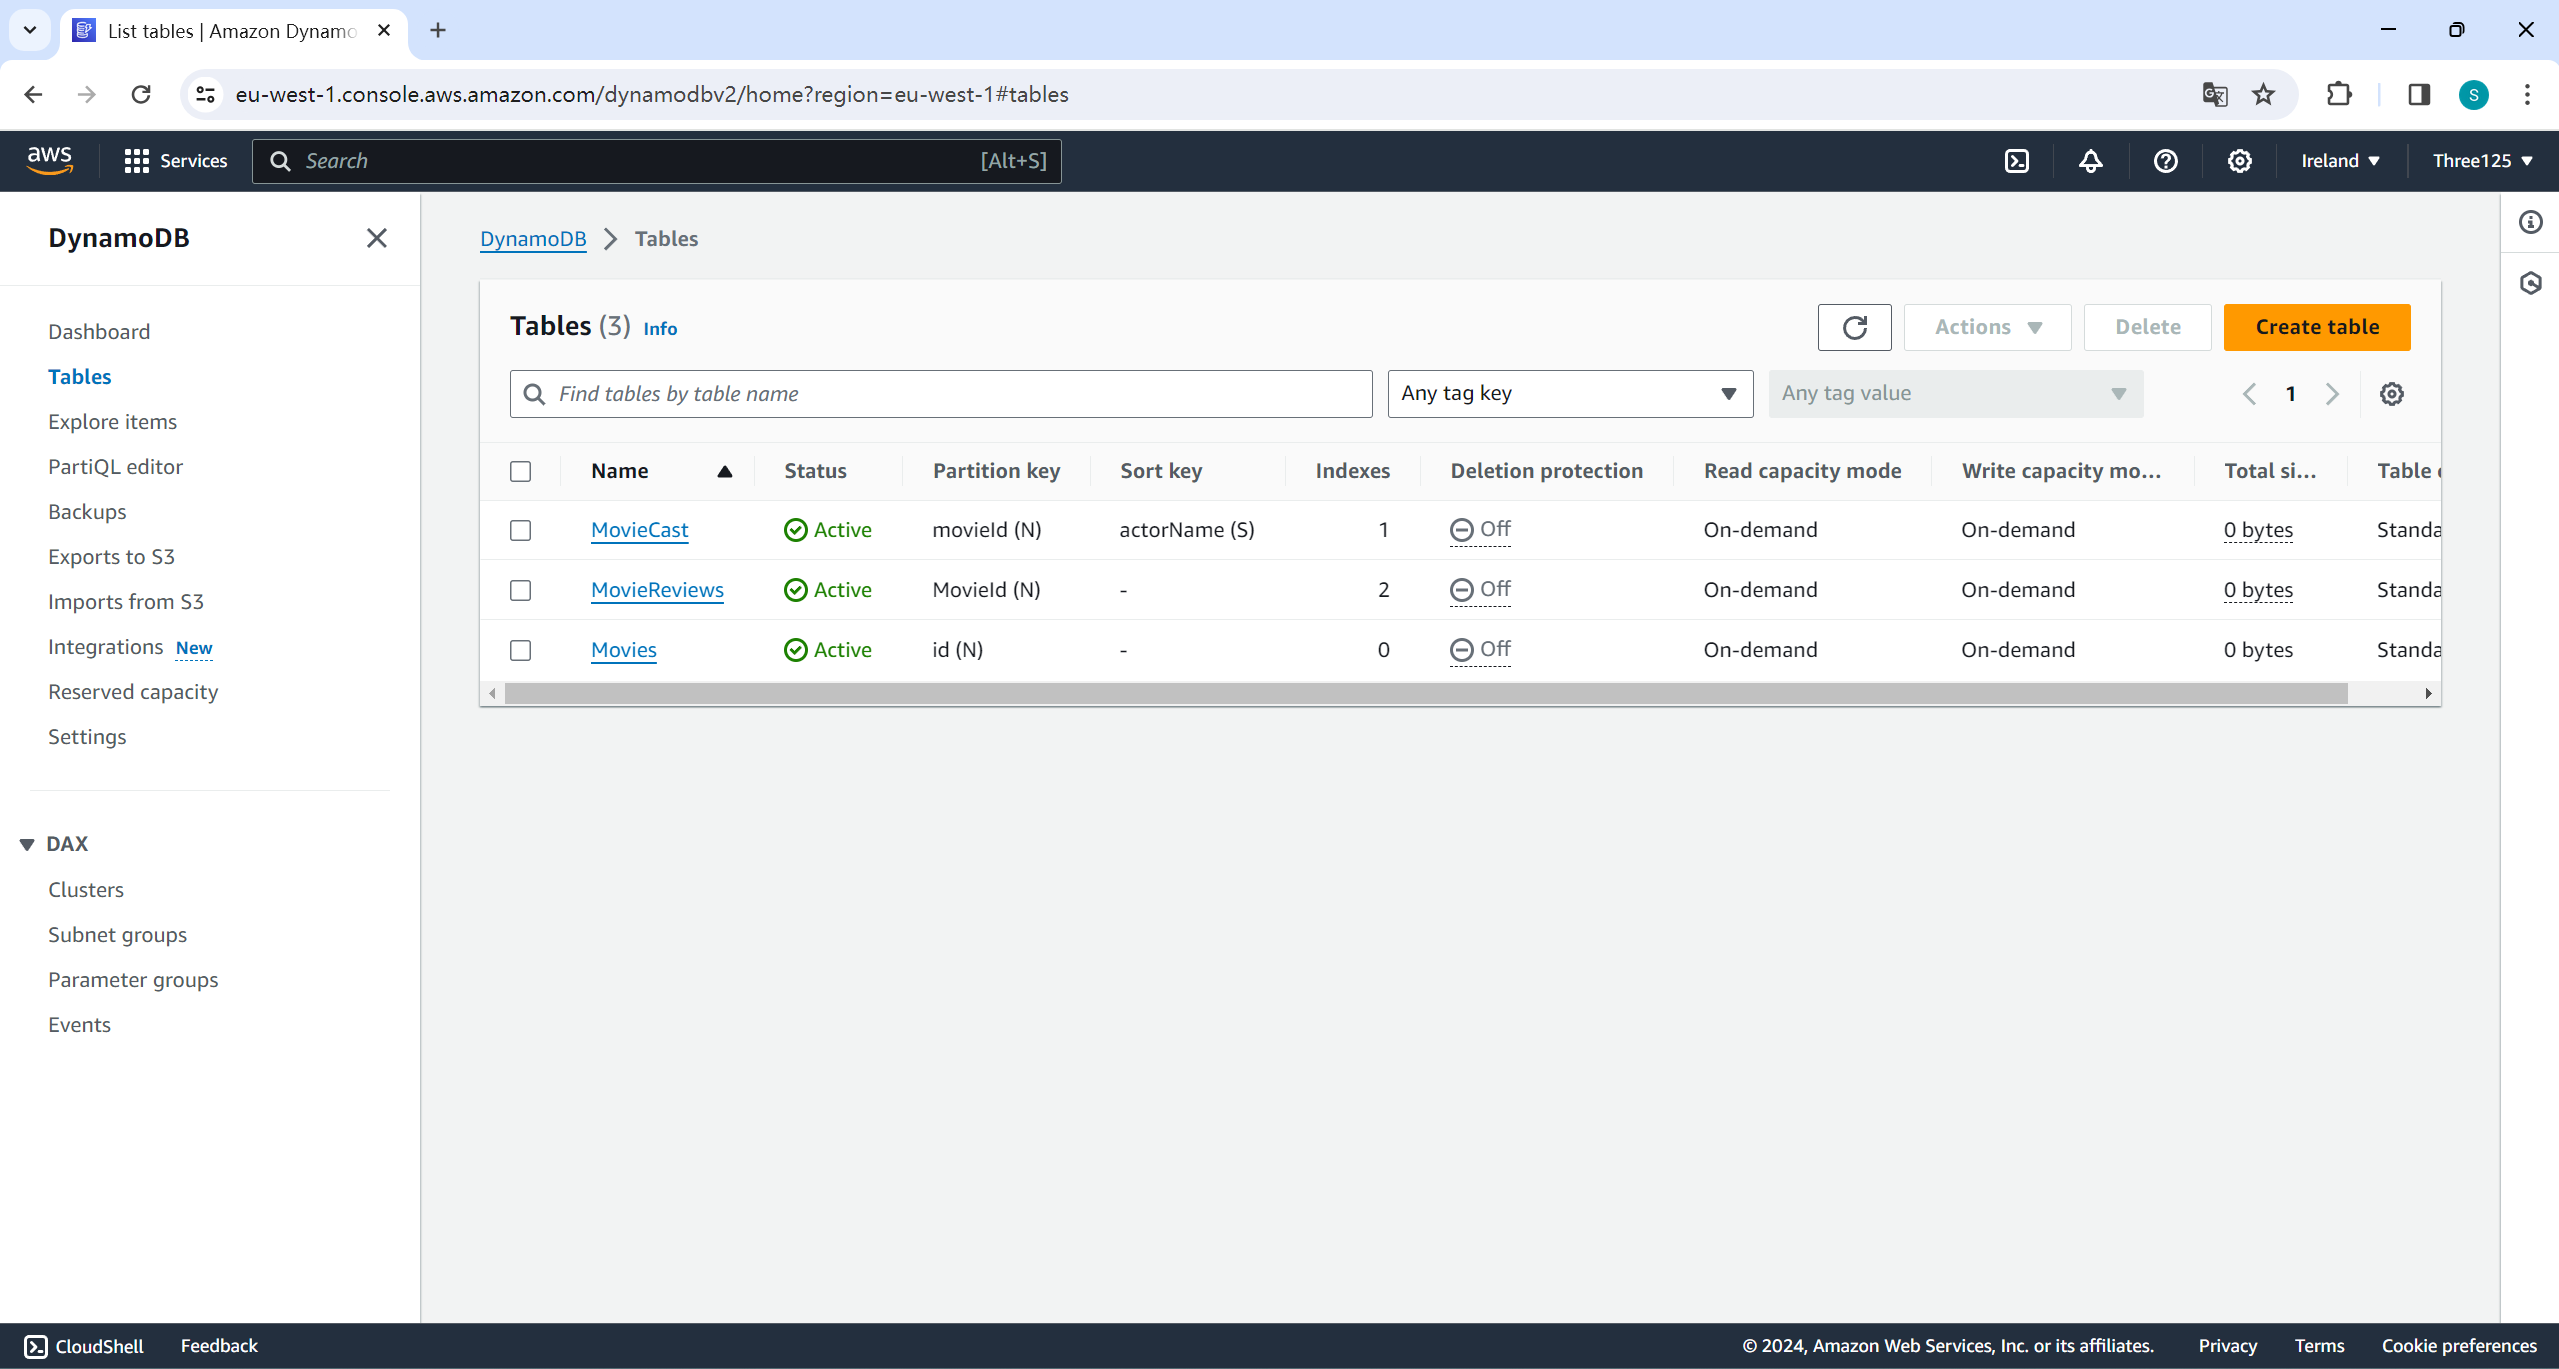 List tables | Amazon Dynamo
eu-west-1.console.aws.amazon.com/dynamodbv2/home?region=eu-west-1#tables
S
aws
Services
Search
[Alt+S]
Ireland
Three125
DynamoDB
Dashboard
Tables
Explore items
PartiQL editor
Backups
Exports to S3
Imports from S3
Integrations New
Reserved capacity
Settings
DAX
Clusters
Subnet groups
Parameter groups
Events
DynamoDB > Tables
Tables (3) Info
Actions
Delete
Create table
Find tables by table name
Any tag key
Any tag value
1
Name Status Partition key Sort key Indexes Deletion protection Read capacity mode Write capacity mo... Total si... Table
MovieCast Active movieId (N) actorName (S) 1 Off On-demand On-demand 0 bytes Standa
MovieReviews Active MovieId (N) - 2 Off On-demand On-demand 0 bytes Standa
Movies Active id (N) - 0 Off On-demand On-demand 0 bytes Standa
CloudShell Feedback © 2024, Amazon Web Services, Inc. or its affiliates. Privacy Terms Cookie preferences